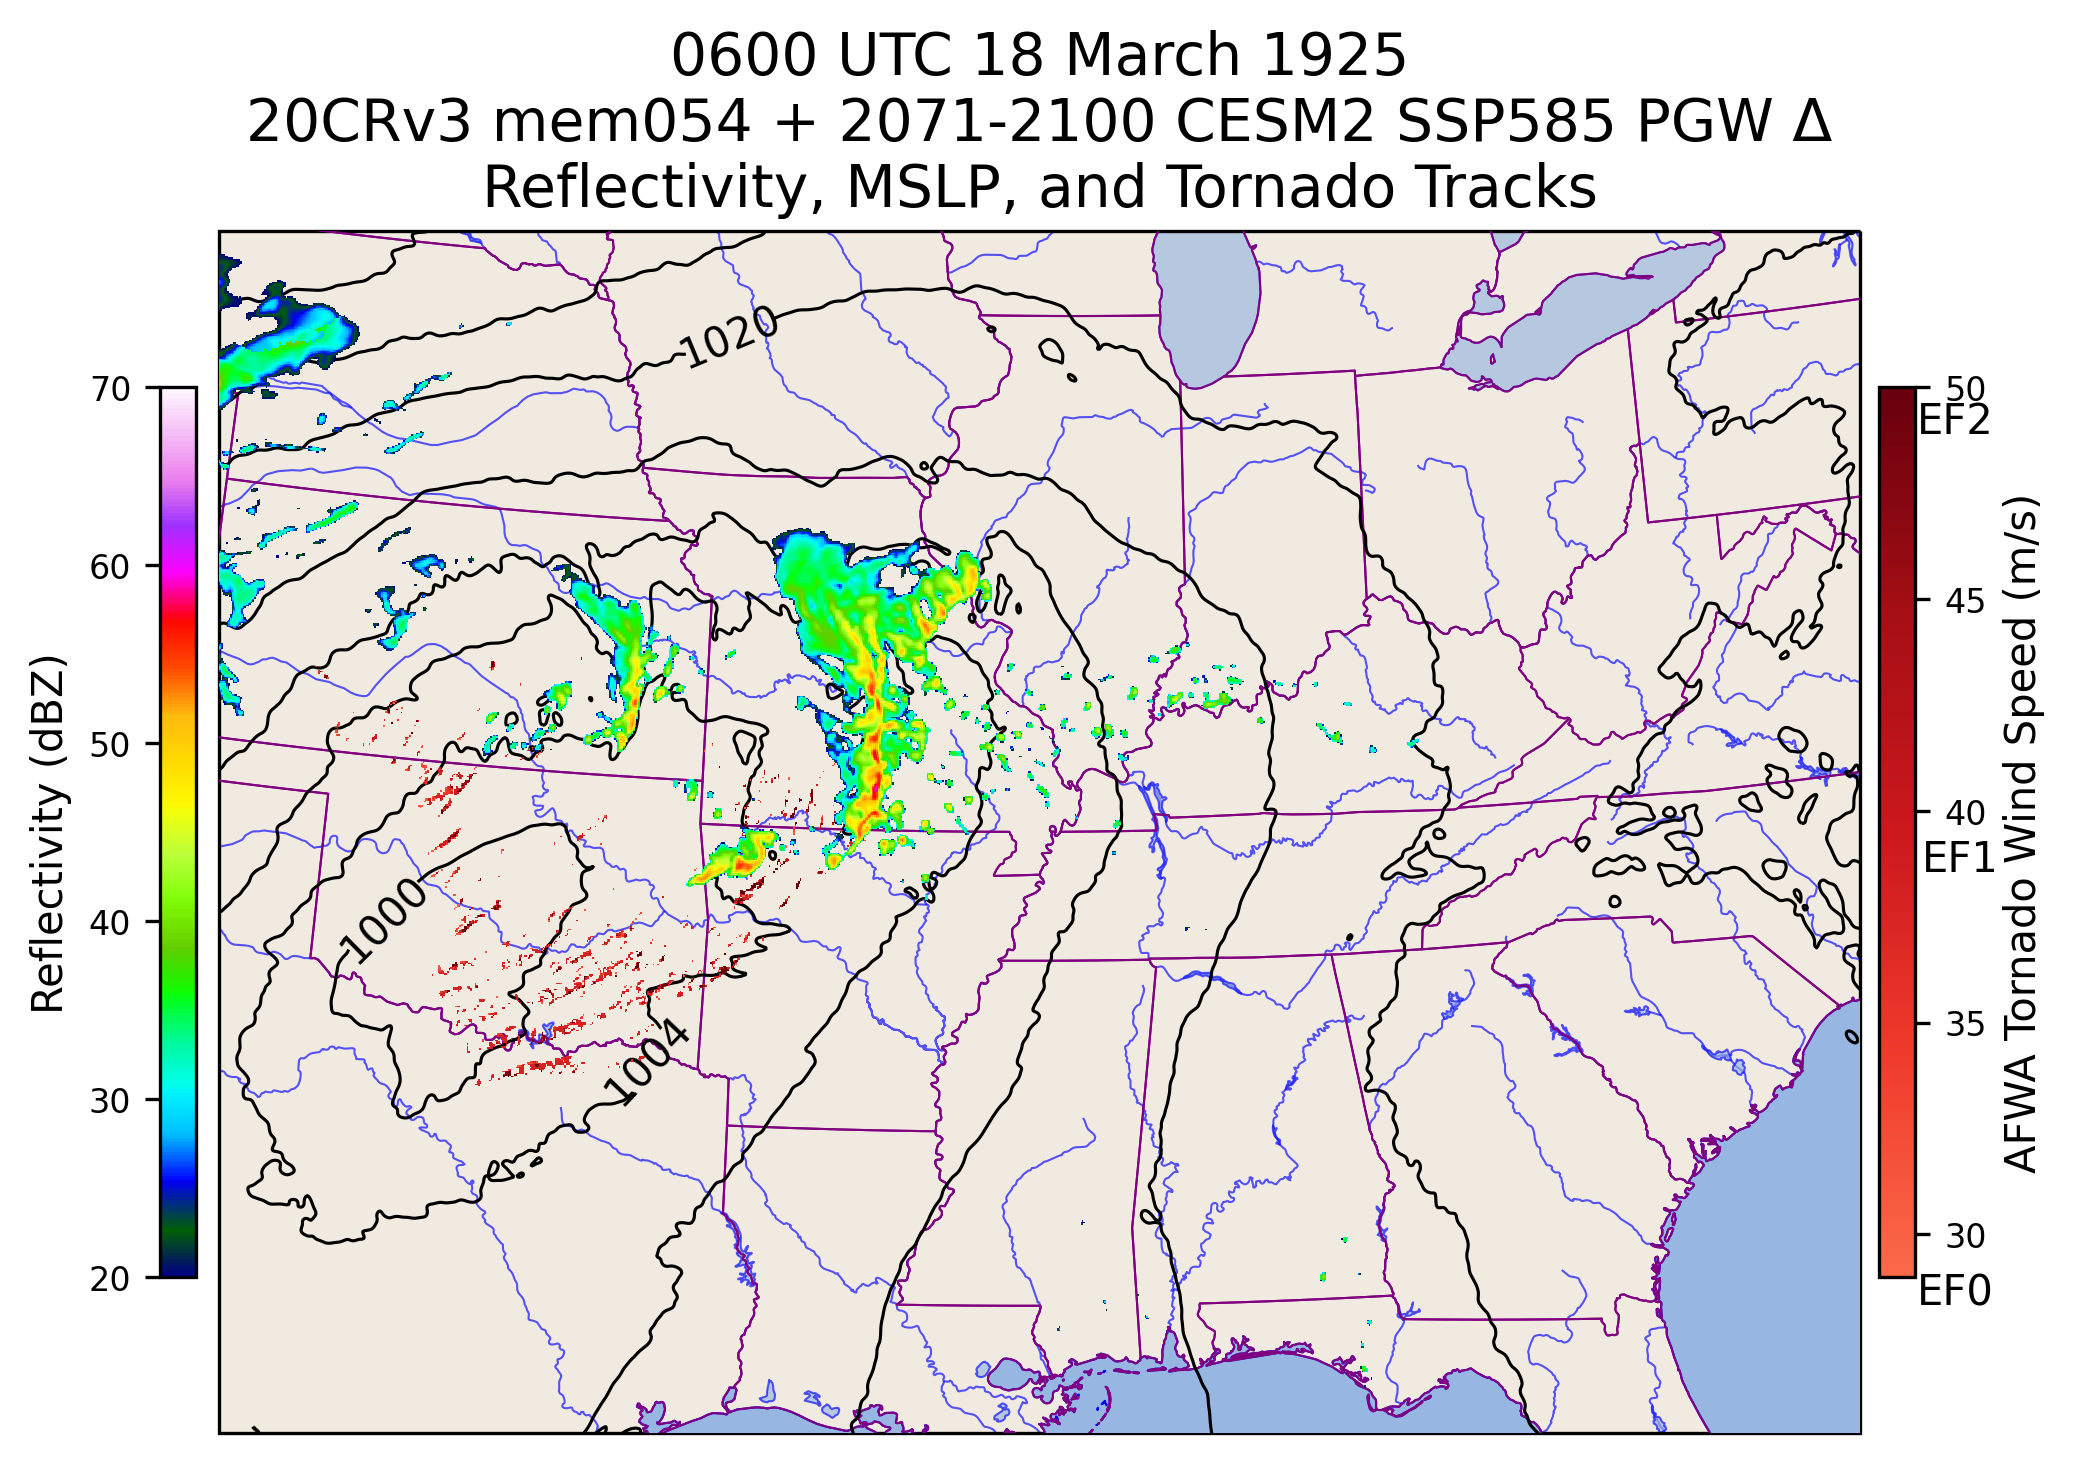 0600 UTC 18 March 1925
20CRv3 mem054 + 2071-2100 CESM2 SSP585 PGW Δ
Reflectivity, MSLP, and Tornado Tracks
70
60
50
40
30
20
Reflectivity (dBZ)
1020
1000
1004
50
EF2
45
40
EF1
35
30
EF0
AFWA Tornado Wind Speed (m/s)